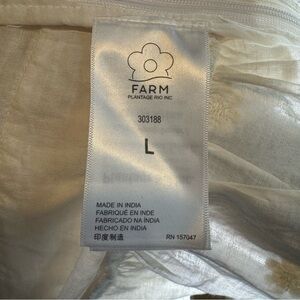 FARM
PLANTAGE RIO INC
303188
L
MADE IN INDIA
FABRIQUÉ EN INDE
FABRICADO NA ÍNDIA
HECHO EN INDIA
印度制造
RN 157047